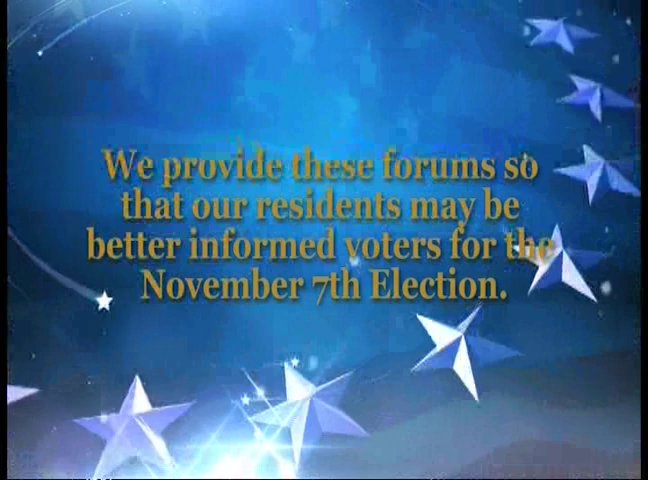 We provide these forums so
that our residents may be
better informed voters for the
November 7th Election.